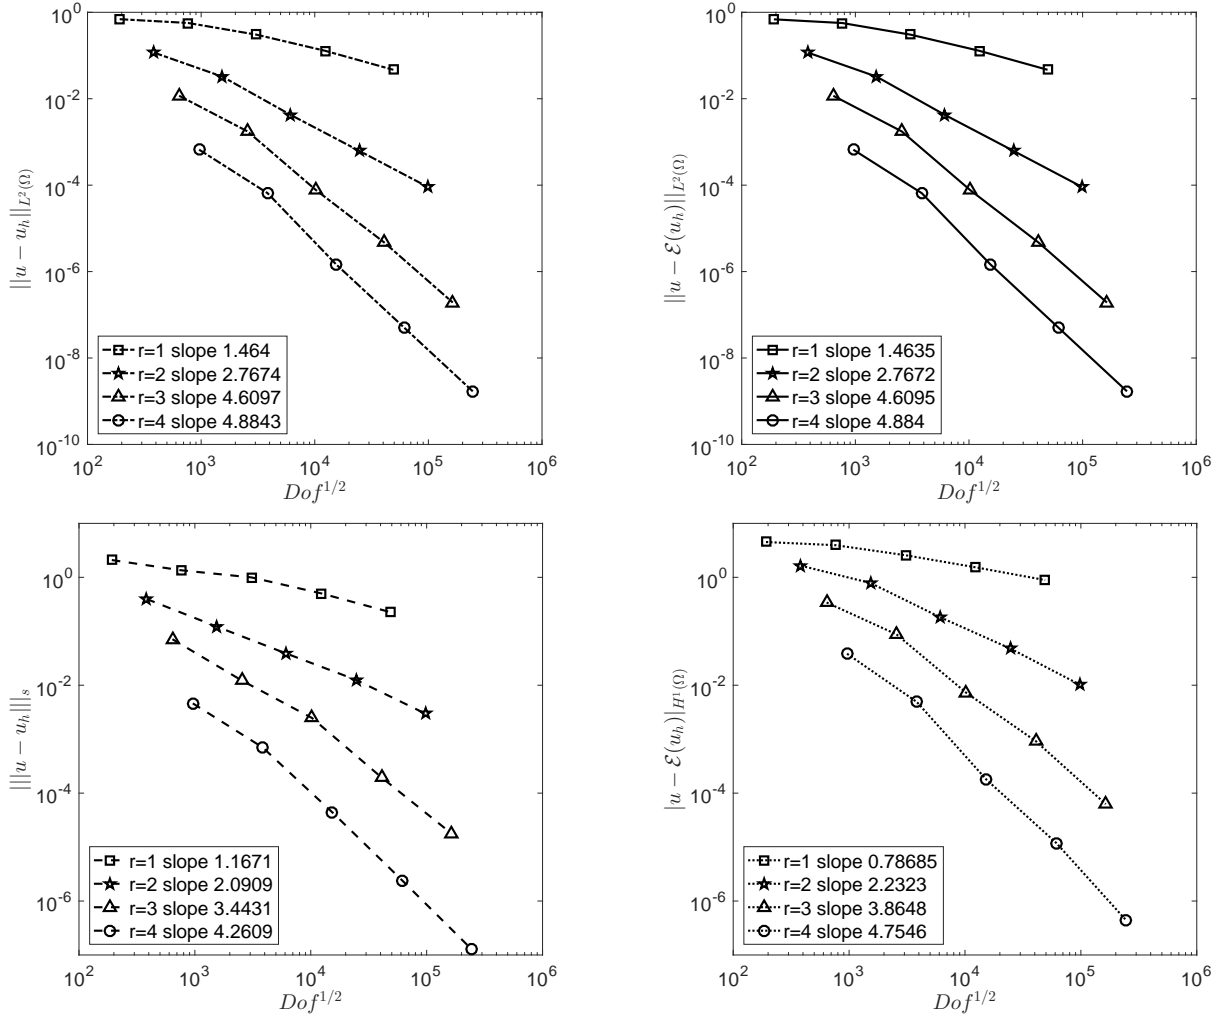 10^0
10^-2
10^-4
10^-6
10^-8
10^-10
||u − u_h||_{L^2(Ω)}
r=1 slope 1.464
r=2 slope 2.7674
r=3 slope 4.6097
r=4 slope 4.8843
10^2 10^3 10^4 10^5 10^6
Dof^{1/2}
10^0
10^-2
10^-4
10^-6
10^-8
10^-10
||u − ℰ(u_h)||_{L^2(Ω)}
r=1 slope 1.4635
r=2 slope 2.7672
r=3 slope 4.6095
r=4 slope 4.884
10^2 10^3 10^4 10^5 10^6
Dof^{1/2}
10^0
10^-2
10^-4
10^-6
|||u − u_h|||_s
r=1 slope 1.1671
r=2 slope 2.0909
r=3 slope 3.4431
r=4 slope 4.2609
10^2 10^3 10^4 10^5 10^6
Dof^{1/2}
10^0
10^-2
10^-4
10^-6
|u − ℰ(u_h)|_{H^1(Ω)}
r=1 slope 0.78685
r=2 slope 2.2323
r=3 slope 3.8648
r=4 slope 4.7546
10^2 10^3 10^4 10^5 10^6
Dof^{1/2}